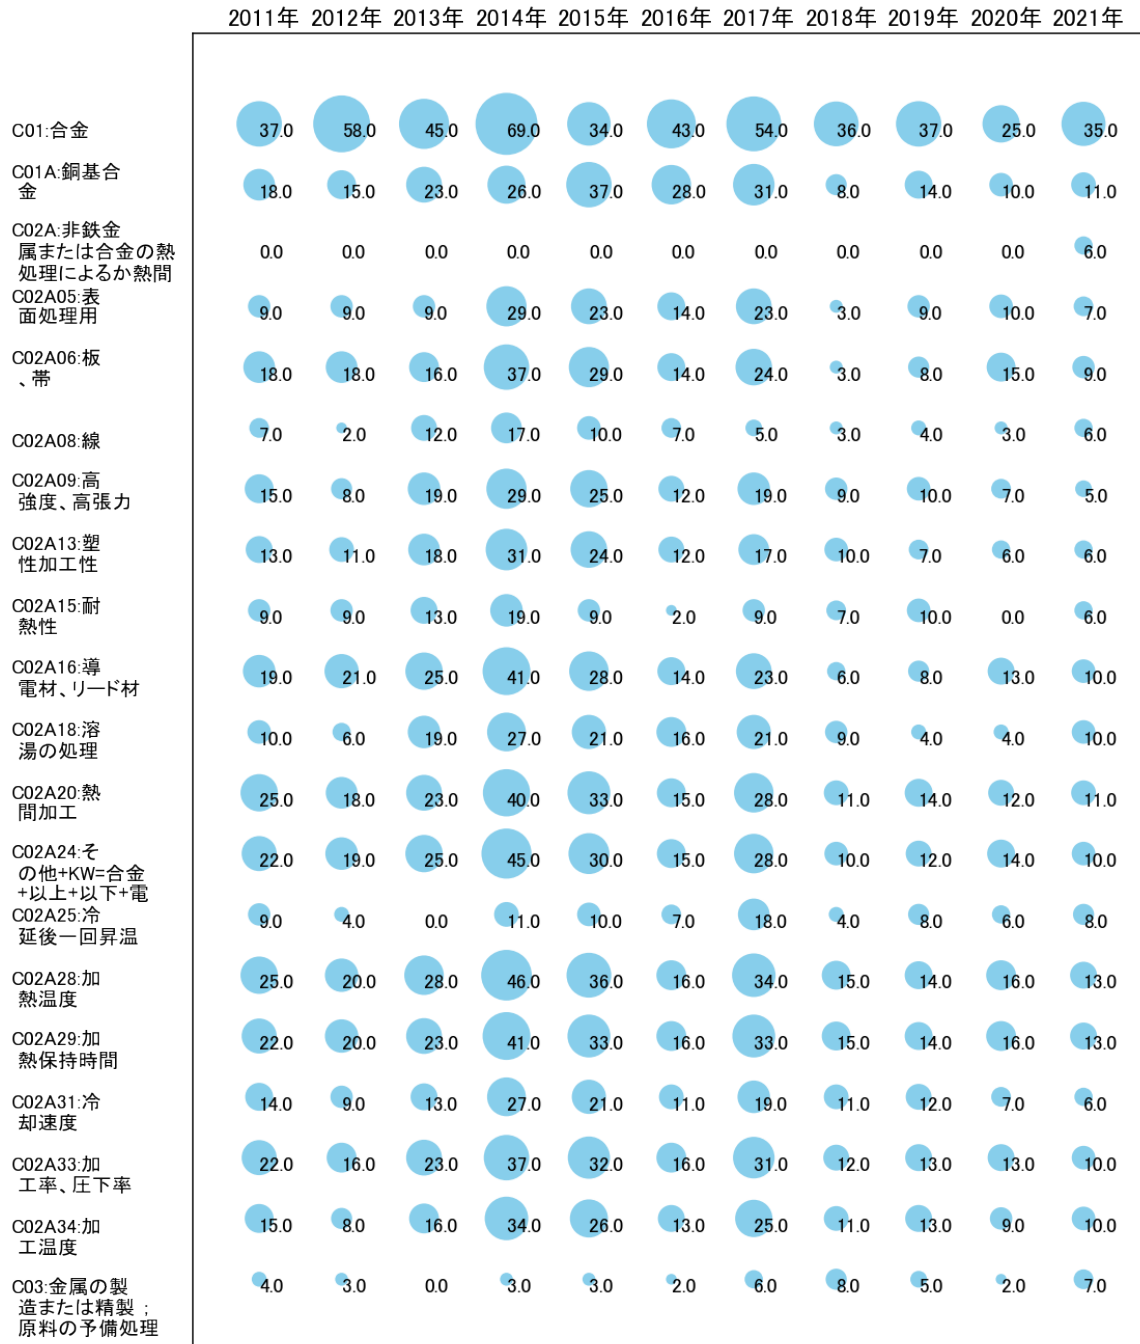 2011年 2012年 2013年 2014年 2015年 2016年 2017年 2018年 2019年 2020年 2021年
C01:合金 37.0 58.0 45.0 69.0 34.0 43.0 54.0 36.0 37.0 25.0 35.0
C01A:銅基合
金 18.0 15.0 23.0 26.0 37.0 28.0 31.0 8.0 14.0 10.0 11.0
C02A:非鉄金
属または合金の熱 0.0 0.0 0.0 0.0 0.0 0.0 0.0 0.0 0.0 0.0 6.0
処理によるか熱間
C02A05:表
面処理用 9.0 9.0 9.0 29.0 23.0 14.0 23.0 3.0 9.0 10.0 7.0
C02A06:板
、帯 18.0 18.0 16.0 37.0 29.0 14.0 24.0 3.0 8.0 15.0 9.0
C02A08:線 7.0 2.0 12.0 17.0 10.0 7.0 5.0 3.0 4.0 3.0 6.0
C02A09:高
強度、高張力 15.0 8.0 19.0 29.0 25.0 12.0 19.0 9.0 10.0 7.0 5.0
C02A13:塑
性加工性 13.0 11.0 18.0 31.0 24.0 12.0 17.0 10.0 7.0 6.0 6.0
C02A15:耐
熱性 9.0 9.0 13.0 19.0 9.0 2.0 9.0 7.0 10.0 0.0 6.0
C02A16:導
電材、リード材 19.0 21.0 25.0 41.0 28.0 14.0 23.0 6.0 8.0 13.0 10.0
C02A18:溶
湯の処理 10.0 6.0 19.0 27.0 21.0 16.0 21.0 9.0 4.0 4.0 10.0
C02A20:熱
間加工 25.0 18.0 23.0 40.0 33.0 15.0 28.0 11.0 14.0 12.0 11.0
C02A24:そ
の他+KW=合金 22.0 19.0 25.0 45.0 30.0 15.0 28.0 10.0 12.0 14.0 10.0
+以上+以下+電
C02A25:冷
延後一回昇温 9.0 4.0 0.0 11.0 10.0 7.0 18.0 4.0 8.0 6.0 8.0
C02A28:加
熱温度 25.0 20.0 28.0 46.0 36.0 16.0 34.0 15.0 14.0 16.0 13.0
C02A29:加
熱保持時間 22.0 20.0 23.0 41.0 33.0 16.0 33.0 15.0 14.0 16.0 13.0
C02A31:冷
却速度 14.0 9.0 13.0 27.0 21.0 11.0 19.0 11.0 12.0 7.0 6.0
C02A33:加
工率、圧下率 22.0 16.0 23.0 37.0 32.0 16.0 31.0 12.0 13.0 13.0 10.0
C02A34:加
工温度 15.0 8.0 16.0 34.0 26.0 13.0 25.0 11.0 13.0 9.0 10.0
C03:金属の製 4.0 3.0 0.0 3.0 3.0 2.0 6.0 8.0 5.0 2.0 7.0
造または精製；
原料の予備処理